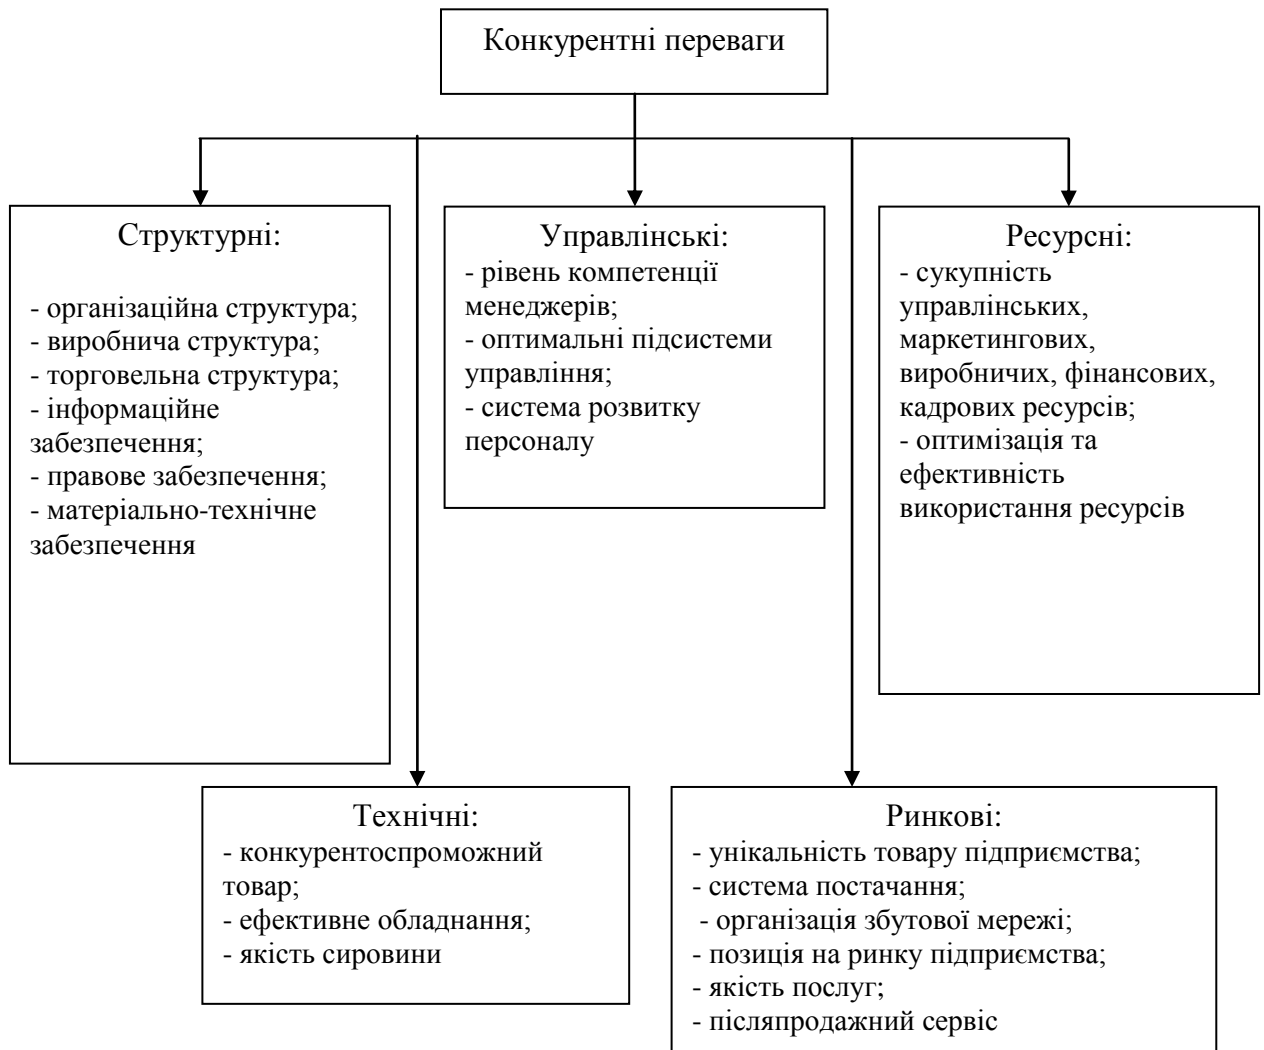 Конкурентні переваги
Структурні:
- організаційна структура;
- виробнича структура;
- торговельна структура;
- інформаційне
забезпечення;
- правове забезпечення;
- матеріально-технічне
забезпечення
Управлінські:
- рівень компетенції
менеджерів;
- оптимальні підсистеми
управління;
- система розвитку
персоналу
Ресурсні:
- сукупність
управлінських,
маркетингових,
виробничих, фінансових,
кадрових ресурсів;
- оптимізація та
ефективність
використання ресурсів
Технічні:
- конкурентоспроможний
товар;
- ефективне обладнання;
- якість сировини
Ринкові:
- унікальність товару підприємства;
- система постачання;
- організація збутової мережі;
- позиція на ринку підприємства;
- якість послуг;
- післяпродажний сервіс